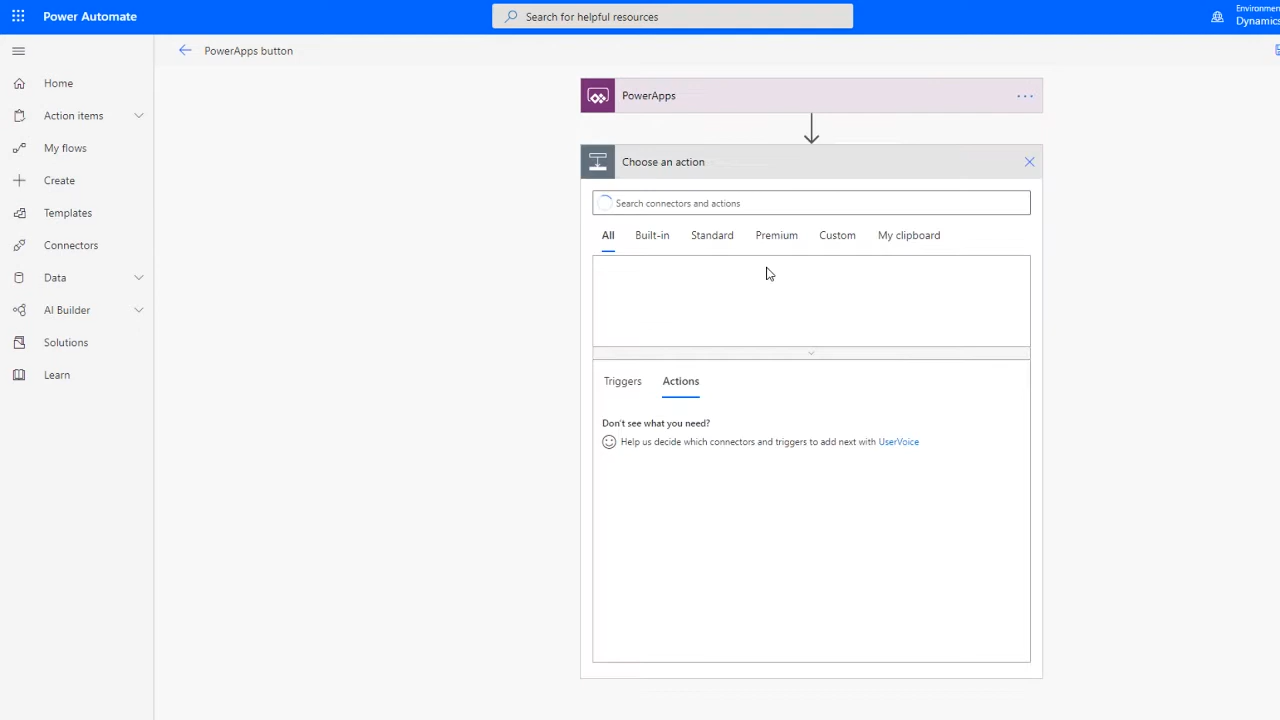 Power Automate
Search for helpful resources
Environmen
Dynamics
PowerApps button
Home
Action items
My flows
Create
Templates
Connectors
Data
AI Builder
Solutions
Learn
PowerApps
Choose an action
Search connectors and actions
All Built-in Standard Premium Custom My clipboard
Triggers Actions
Don't see what you need?
Help us decide which connectors and triggers to add next with UserVoice